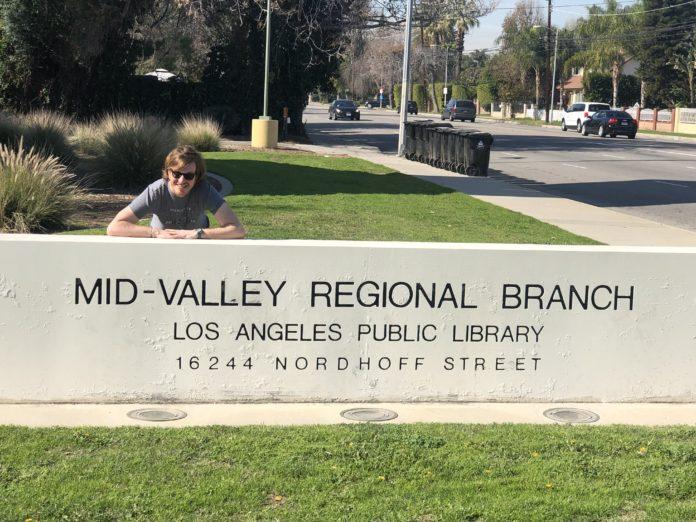 MID-VALLEY REGIONAL BRANCH
LOS ANGELES PUBLIC LIBRARY
16244 NORDHOFF STREET